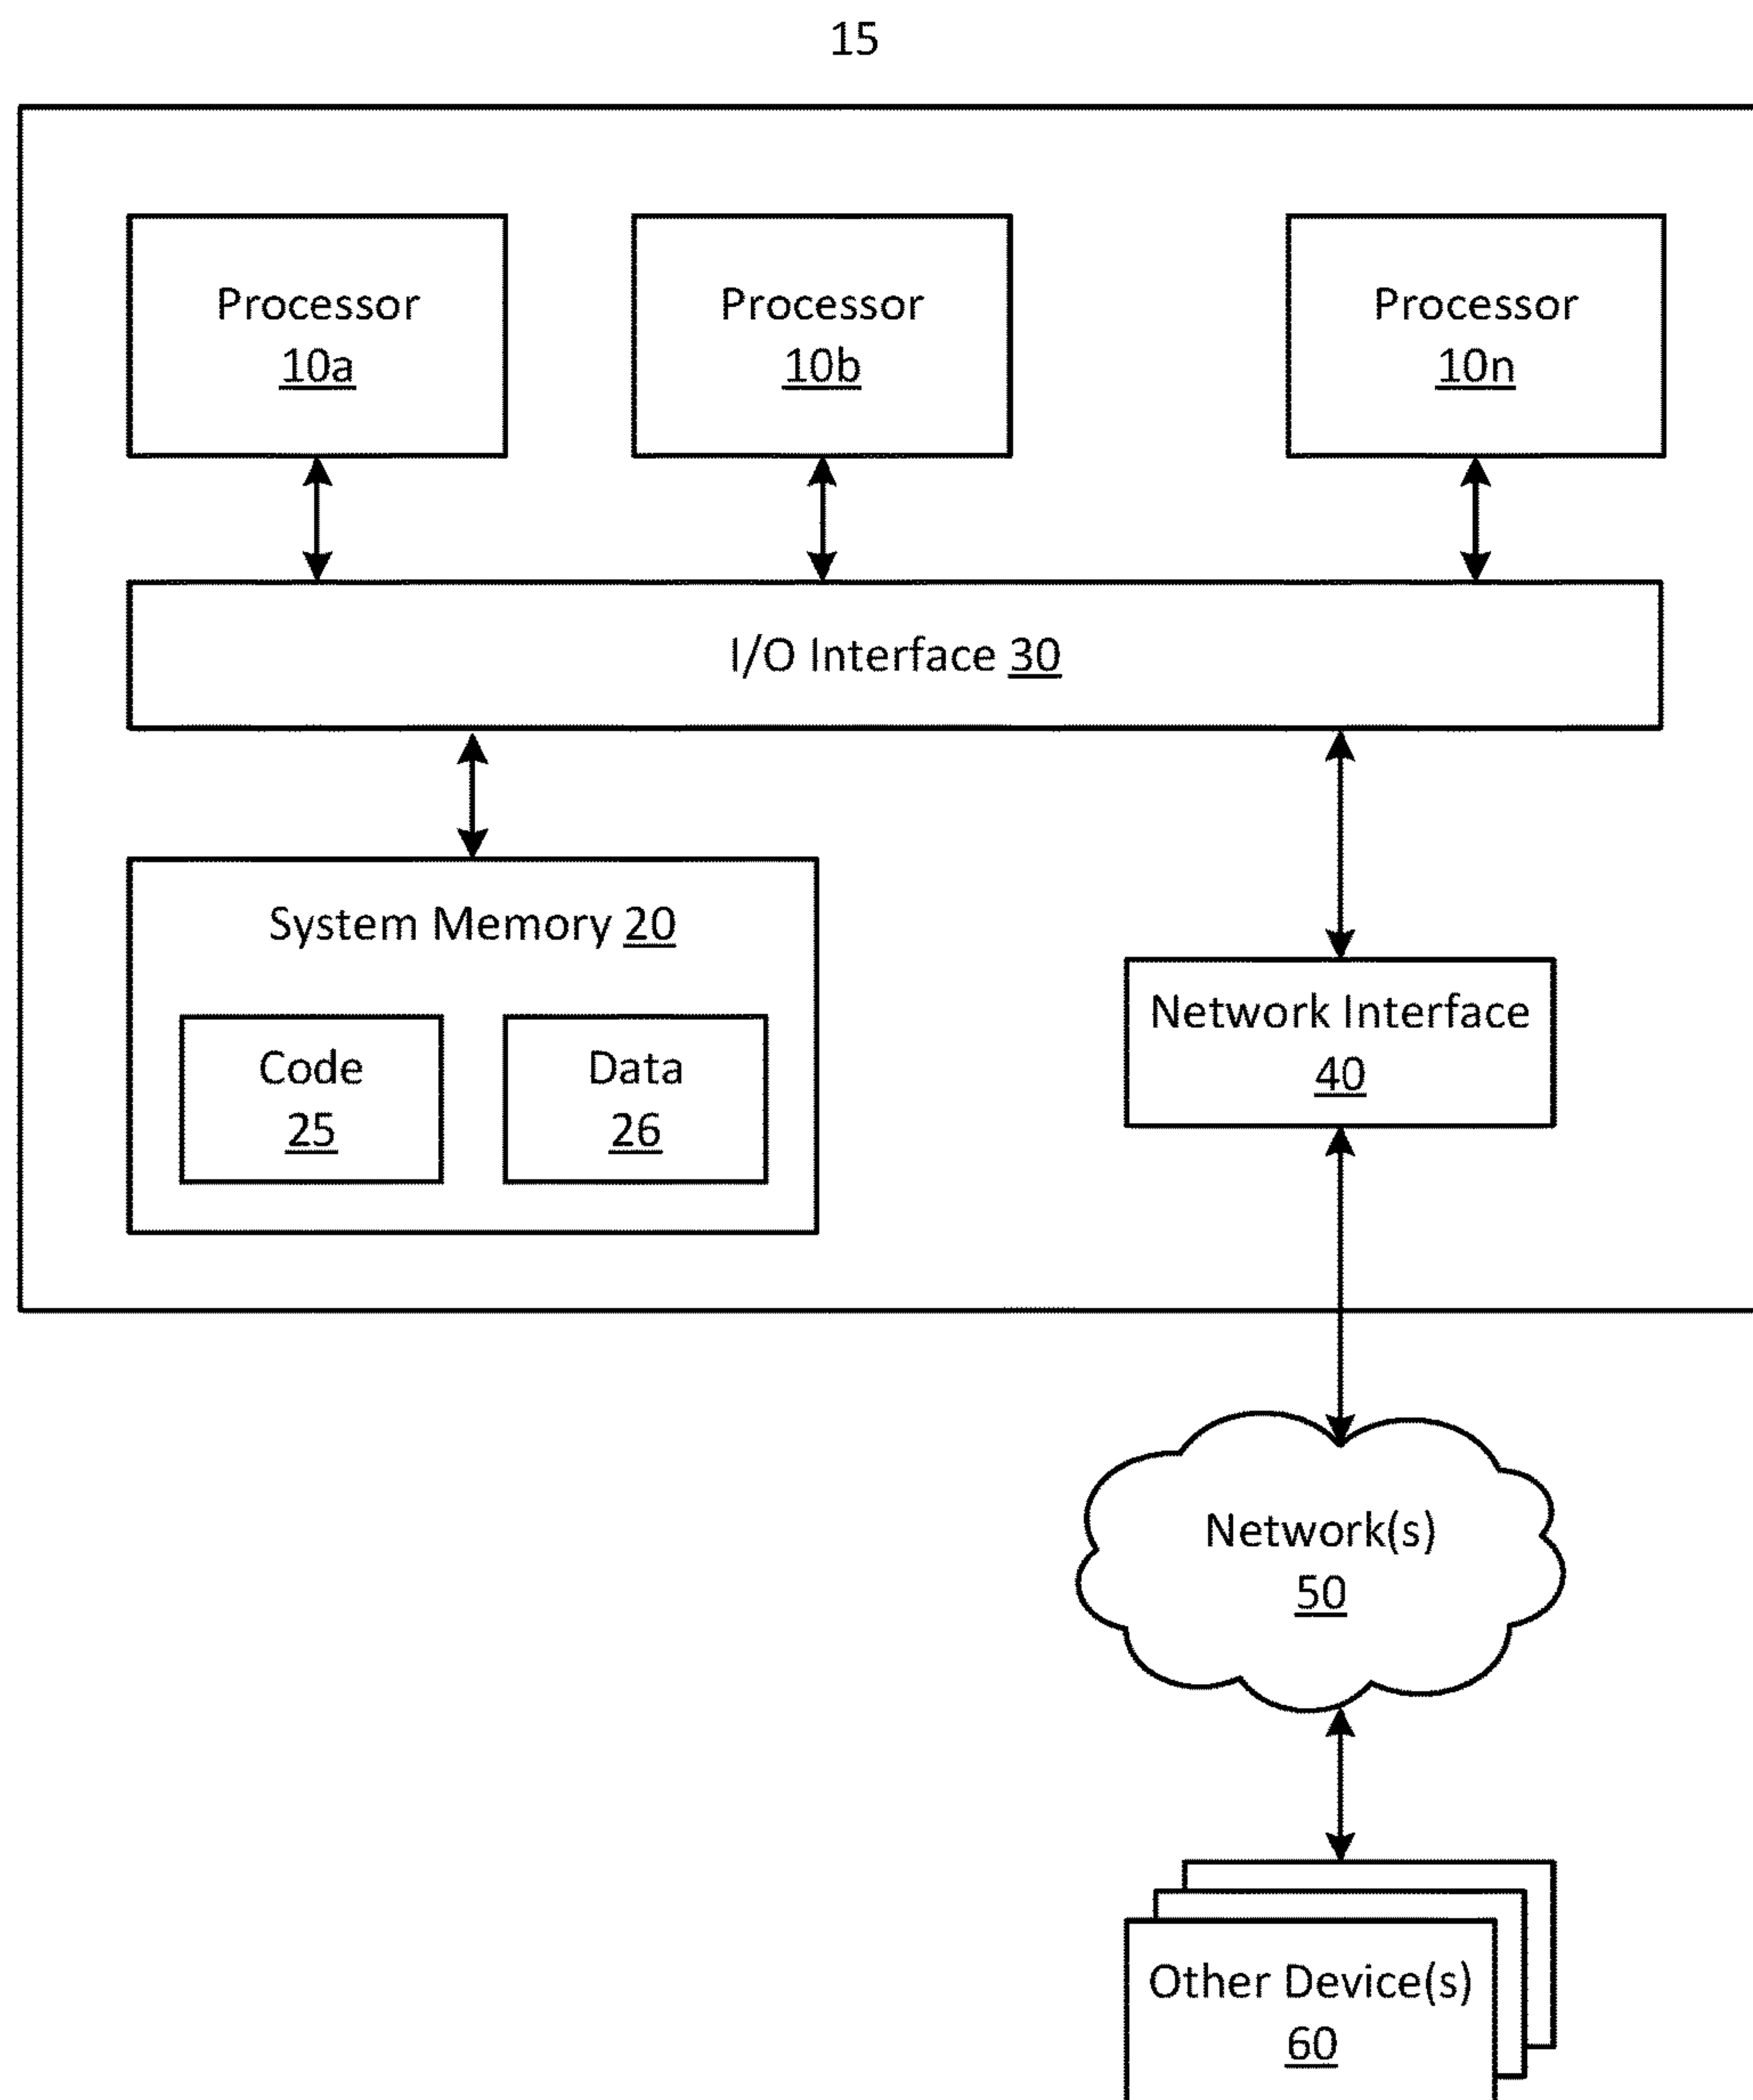 15
Processor
10a
Processor
10b
Processor
10n
I/O Interface 30
System Memory 20
Code
25
Data
26
Network Interface
40
Network(s)
50
Other Device(s)
60